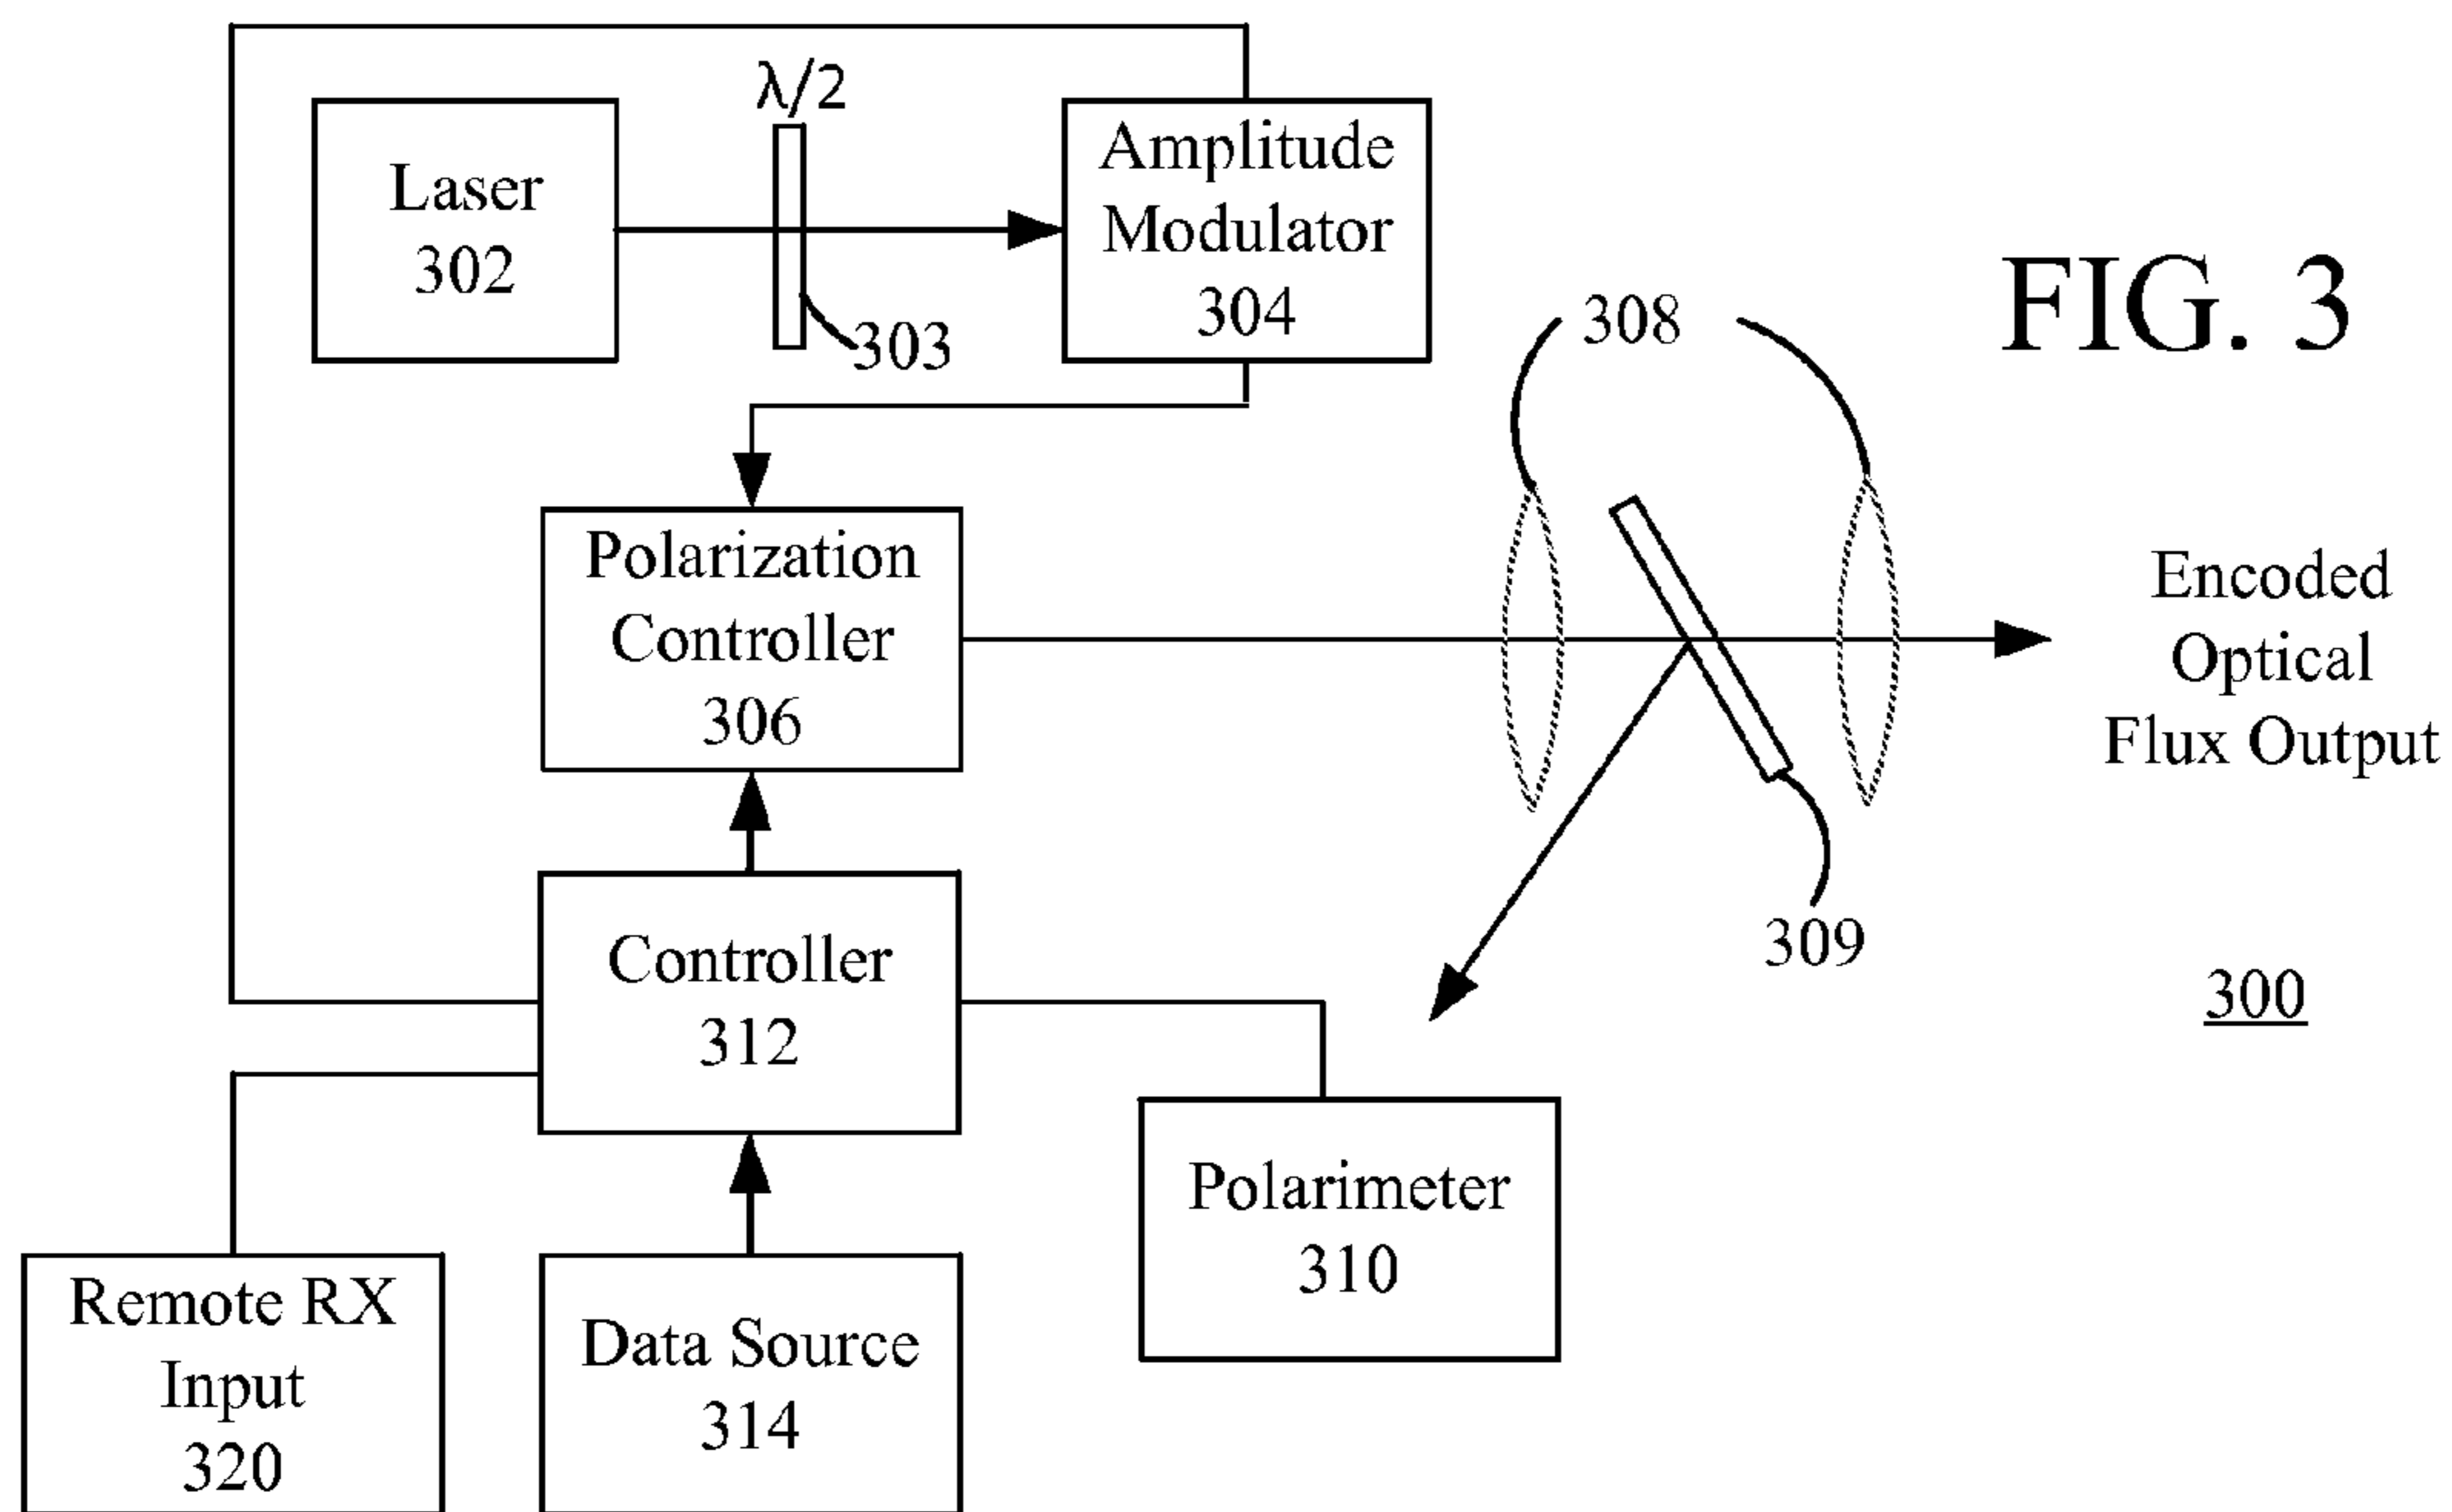 λ/2
Laser
302
303
Amplitude
Modulator
304
FIG. 3
308
Polarization
Controller
306
Encoded
Optical
Flux Output
309
300
Controller
312
Polarimeter
310
Remote RX
Input
320
Data Source
314